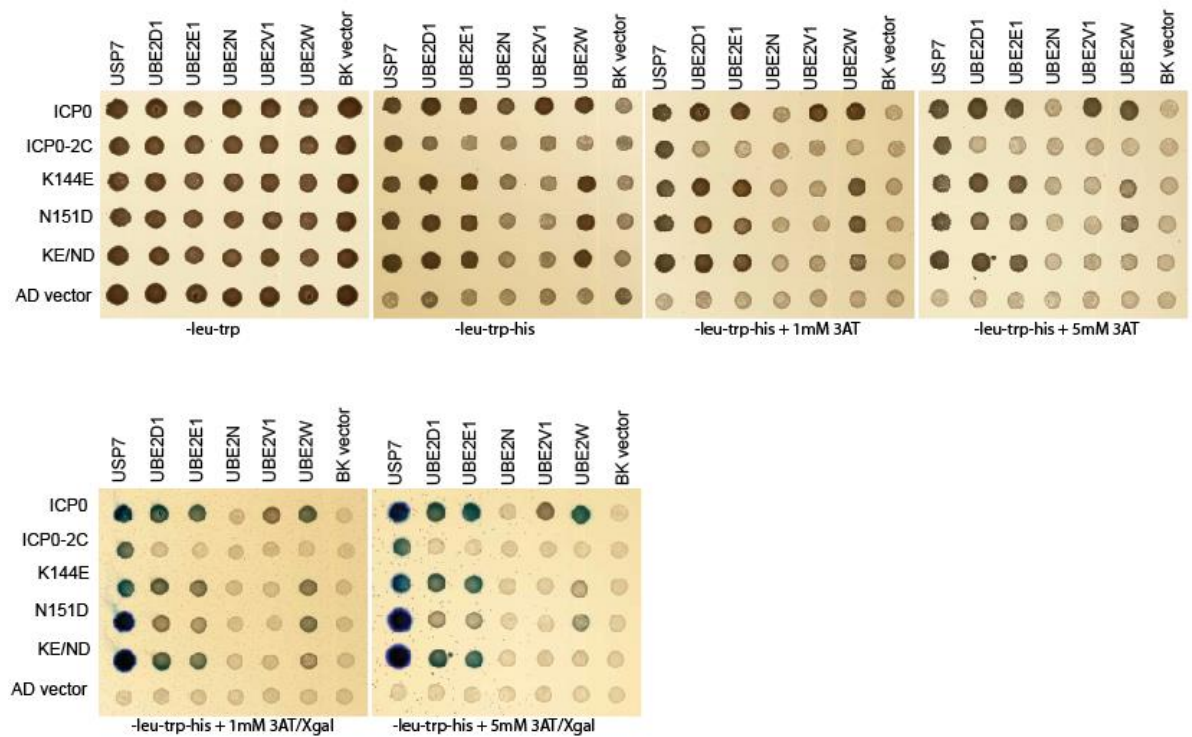 USP7 UBE2D1 UBE2E1 UBE2N UBE2V1 UBE2W BK vector USP7 UBE2D1 UBE2E1 UBE2N UBE2V1 UBE2W BK vector USP7 UBE2D1 UBE2E1 UBE2N UBE2V1 UBE2W BK vector USP7 UBE2D1 UBE2E1 UBE2N UBE2V1 UBE2W BK vector
ICP0
ICP0-2C
K144E
N151D
KE/ND
AD vector
-leu-trp -leu-trp-his -leu-trp-his + 1mM 3AT -leu-trp-his + 5mM 3AT
USP7 UBE2D1 UBE2E1 UBE2N UBE2V1 UBE2W BK vector USP7 UBE2D1 UBE2E1 UBE2N UBE2V1 UBE2W BK vector
ICP0
ICP0-2C
K144E
N151D
KE/ND
AD vector
-leu-trp-his + 1mM 3AT/Xgal -leu-trp-his + 5mM 3AT/Xgal